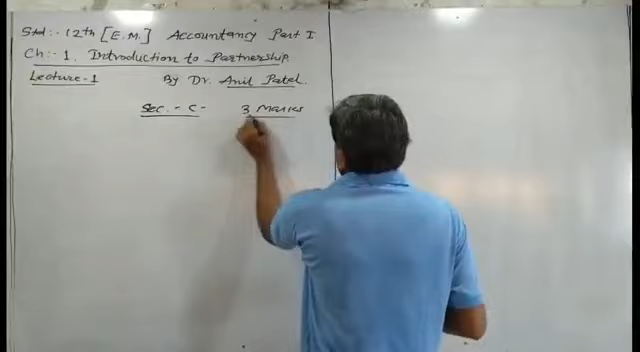 Std:- 12th [E.M.] Accountancy Part I
Ch:- 1. Introduction to Partnership.
Lecture-1 By Dr. Anil Patel.
Sec. - C - 3 Marks